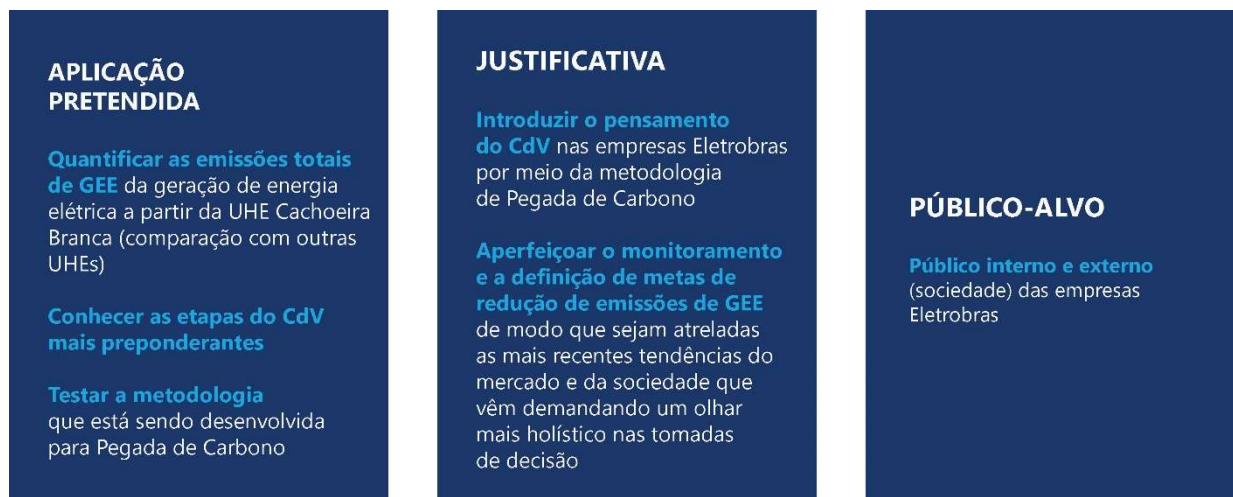 APLICAÇÃO
PRETENDIDA
Quantificar as emissões totais
de GEE da geração de energia
elétrica a partir da UHE Cachoeira
Branca (comparação com outras
UHEs)
Conhecer as etapas do CdV
mais preponderantes
Testar a metodologia
que está sendo desenvolvida
para Pegada de Carbono
JUSTIFICATIVA
Introduzir o pensamento
do CdV nas empresas Eletrobras
por meio da metodologia
de Pegada de Carbono
Aperfeiçoar o monitoramento
e a definição de metas de
redução de emissões de GEE
de modo que sejam atreladas
as mais recentes tendências do
mercado e da sociedade que
vêm demandando um olhar
mais holístico nas tomadas
de decisão
PÚBLICO-ALVO
Público interno e externo
(sociedade) das empresas
Eletrobras